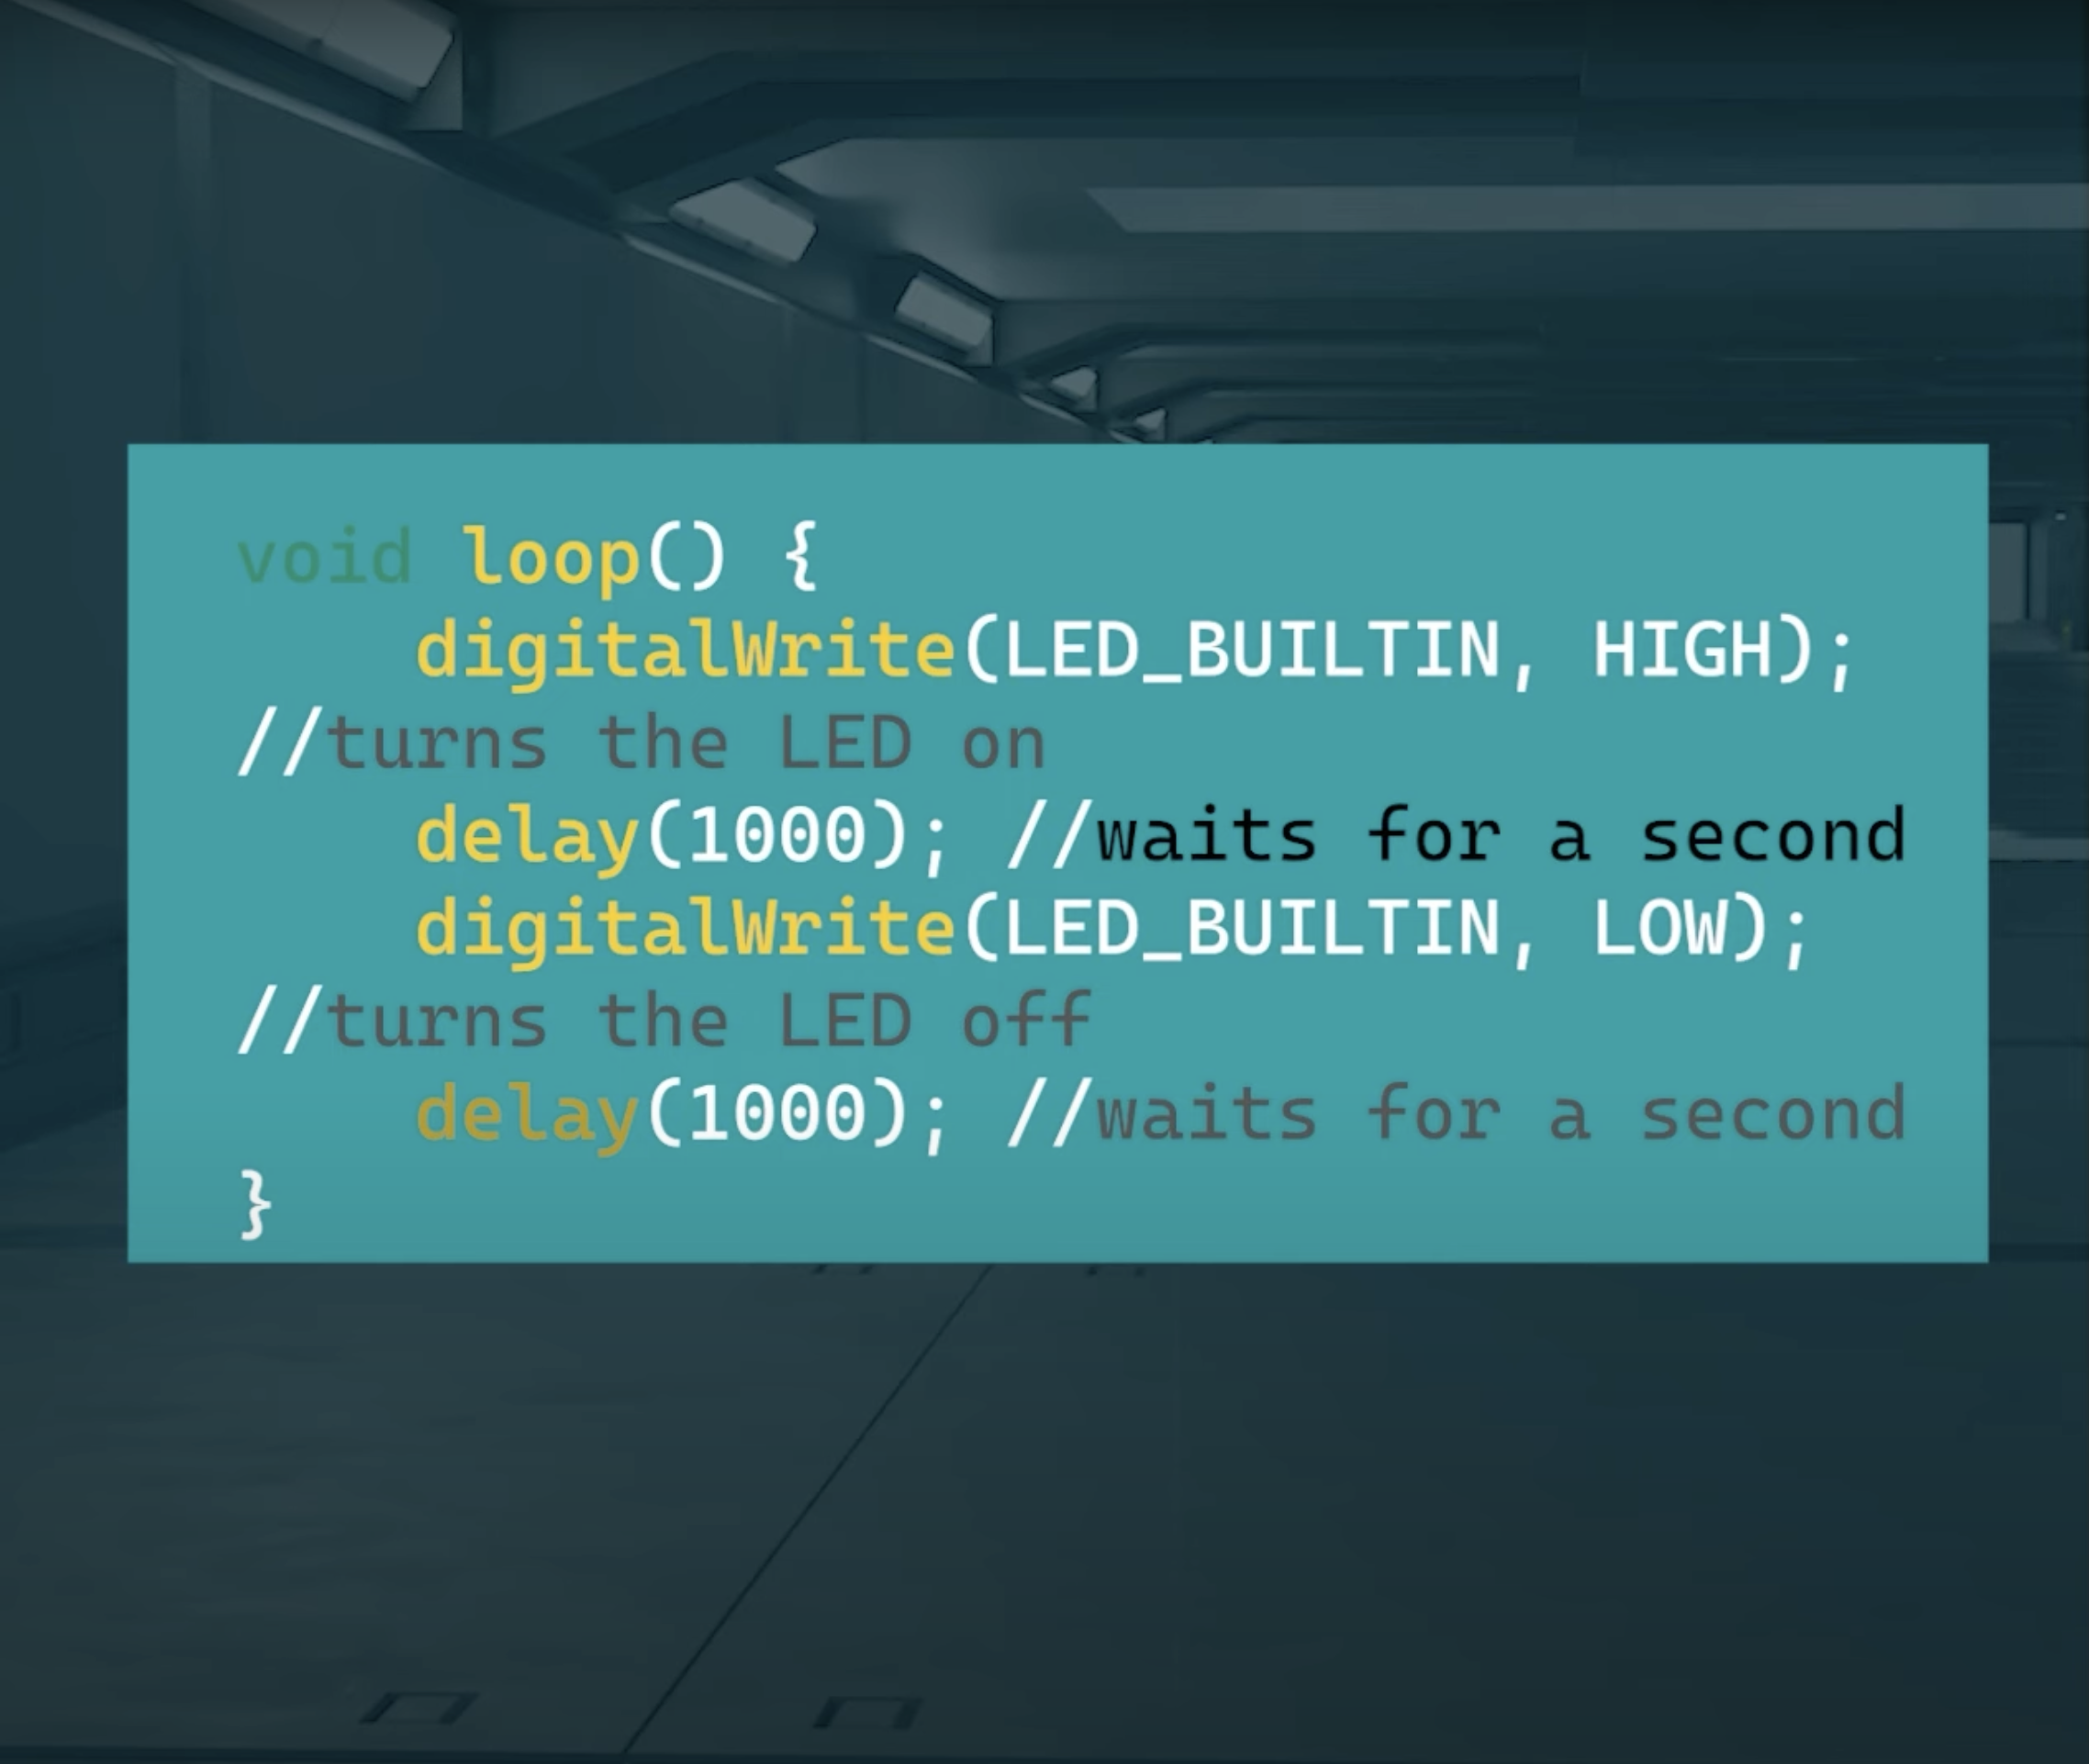 void loop() {
    digitalWrite(LED_BUILTIN, HIGH);
//turns the LED on
    delay(1000); //waits for a second
    digitalWrite(LED_BUILTIN, LOW);
//turns the LED off
    delay(1000); //waits for a second
}